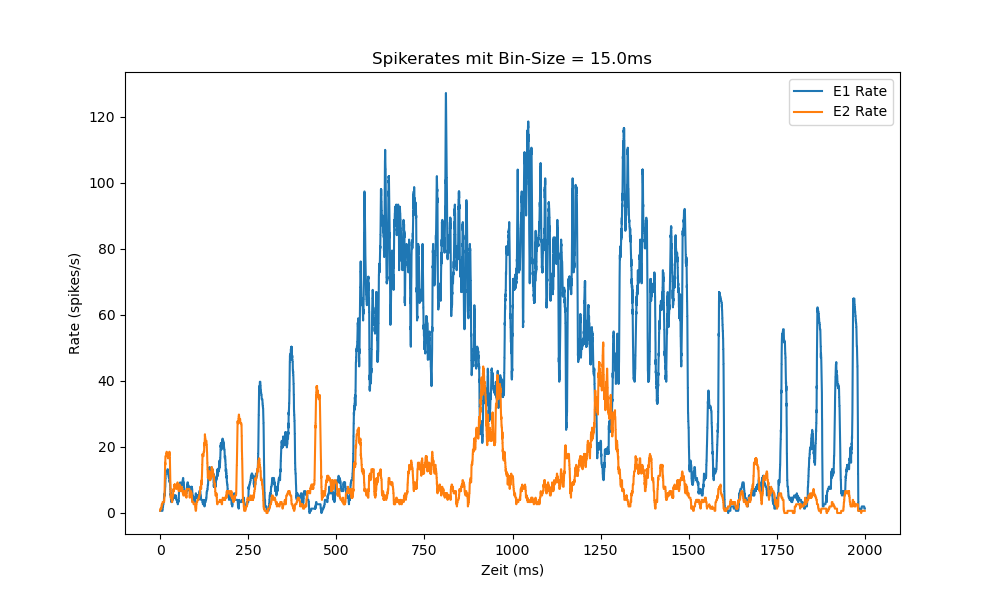 Spikerates mit Bin-Size = 15.0ms
E1 Rate
E2 Rate
Rate (spikes/s)
120
100
80
60
40
20
0
0 250 500 750 1000 1250 1500 1750 2000
Zeit (ms)